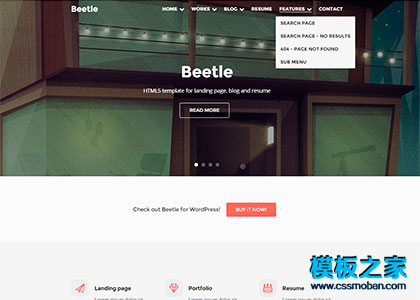 Beetle HOME WORKS BLOG RESUME FEATURES CONTACT
SEARCH PAGE
SEARCH PAGE - NO RESULTS
404 - PAGE NOT FOUND
SUB MENU
Beetle
HTML5 template for landing page, blog and resume
READ MORE
Check out Beetle for WordPress! BUY IT NOW!
Landing page Portfolio Resume
模板之家
www.cssmoban.com